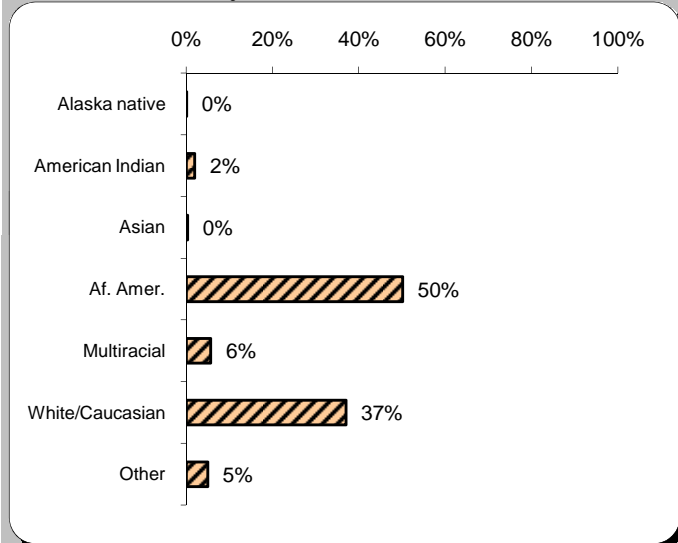 0% 20% 40% 60% 80% 100%
Alaska native 0%
American Indian 2%
Asian 0%
Af. Amer. 50%
Multiracial 6%
White/Caucasian 37%
Other 5%